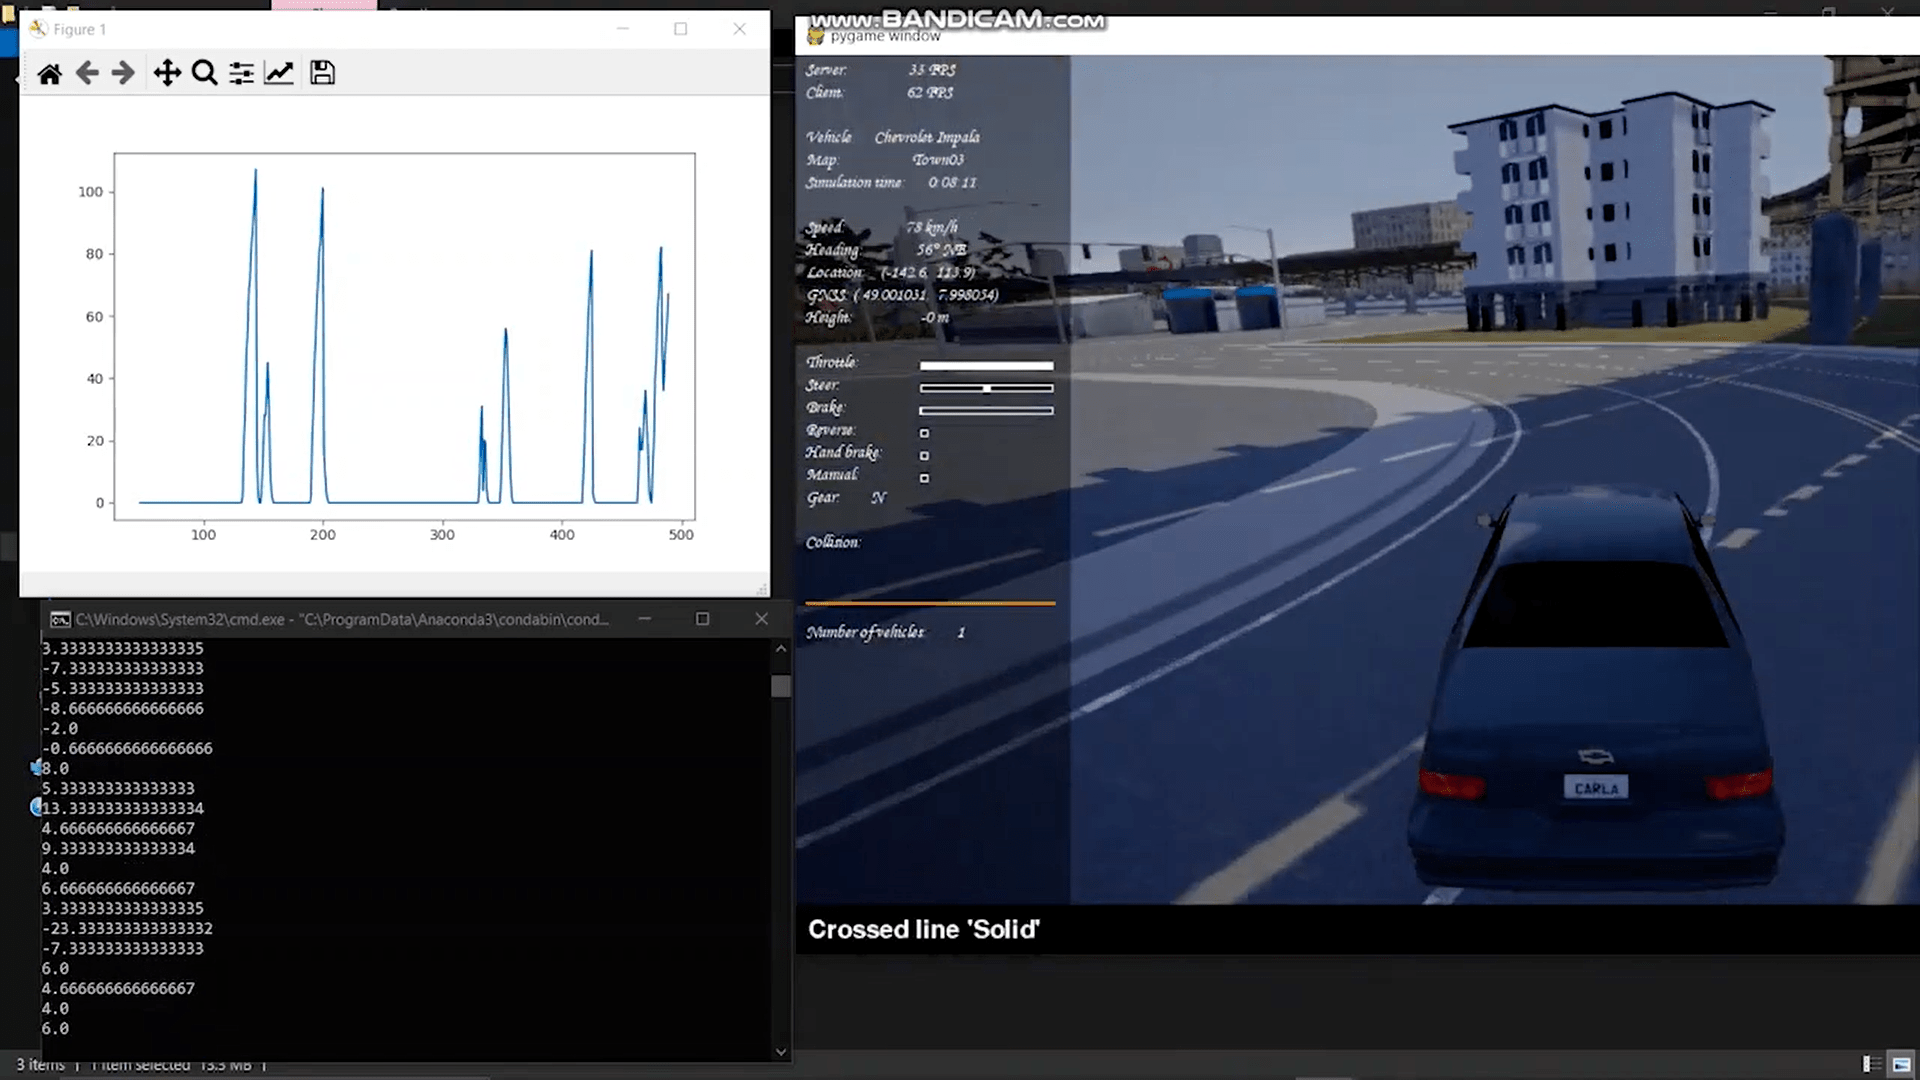 www.BANDICAM.com
Figure 1
pygame window
100
80
60
40
20
0
100
200
300
400
500
C:\Windows\System32\cmd.exe - "C:\ProgramData\Anaconda3\condabin\cond...
3.3333333333333335
-7.333333333333333
-5.333333333333333
-8.666666666666666
-2.0
-0.6666666666666666
8.0
5.333333333333333
13.333333333333334
4.666666666666667
9.333333333333334
4.0
6.666666666666667
3.3333333333333335
-23.333333333333332
-7.333333333333333
6.0
4.666666666666667
4.0
6.0
3 items 1 item selected 13.3 MB
Server: 33 FPS
Client: 62 FPS
Vehicle: Chevrolet Impala
Map: Town03
Simulation time: 0:08:11
Speed: 78 km/h
Heading: 56° NE
Location: (-142.6, 113.9)
GNSS: ( 49.001031, 7.998054)
Height: -0 m
Throttle:
Steer:
Brake:
Reverse:
Hand brake:
Manual:
Gear: N
Collision:
Number of vehicles: 1
CARLA
Crossed line 'Solid'